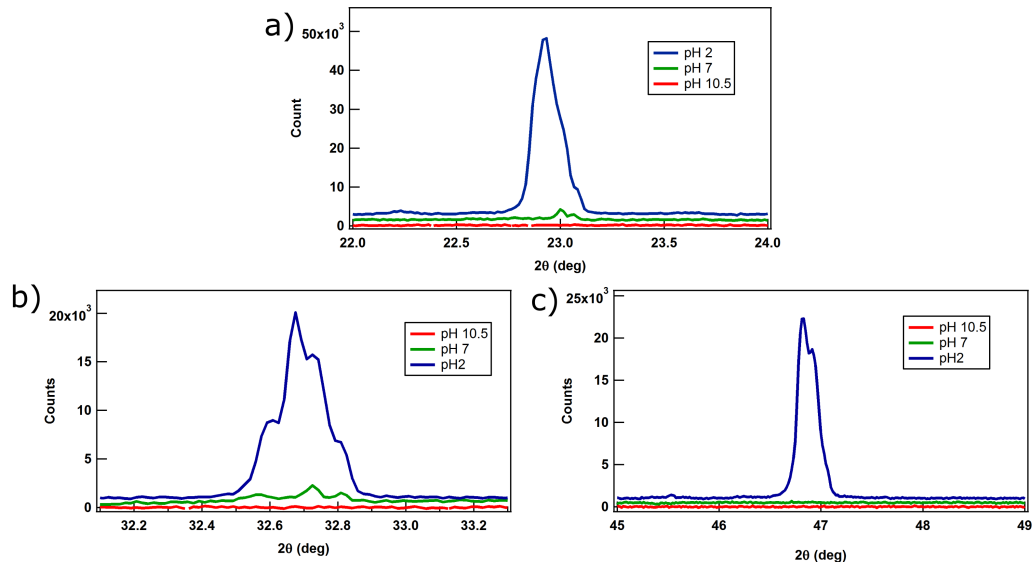 a)
50x10³
40
30
20
10
0
Count
22.0 22.5 23.0 23.5 24.0
2θ (deg)
pH 2
pH 7
pH 10.5
b)
20x10³
15
10
5
0
Counts
32.2 32.4 32.6 32.8 33.0 33.2
2θ (deg)
pH 10.5
pH 7
pH2
c)
25x10³
20
15
10
5
0
Counts
45 46 47 48 49
2θ (deg)
pH 10.5
pH 7
pH2